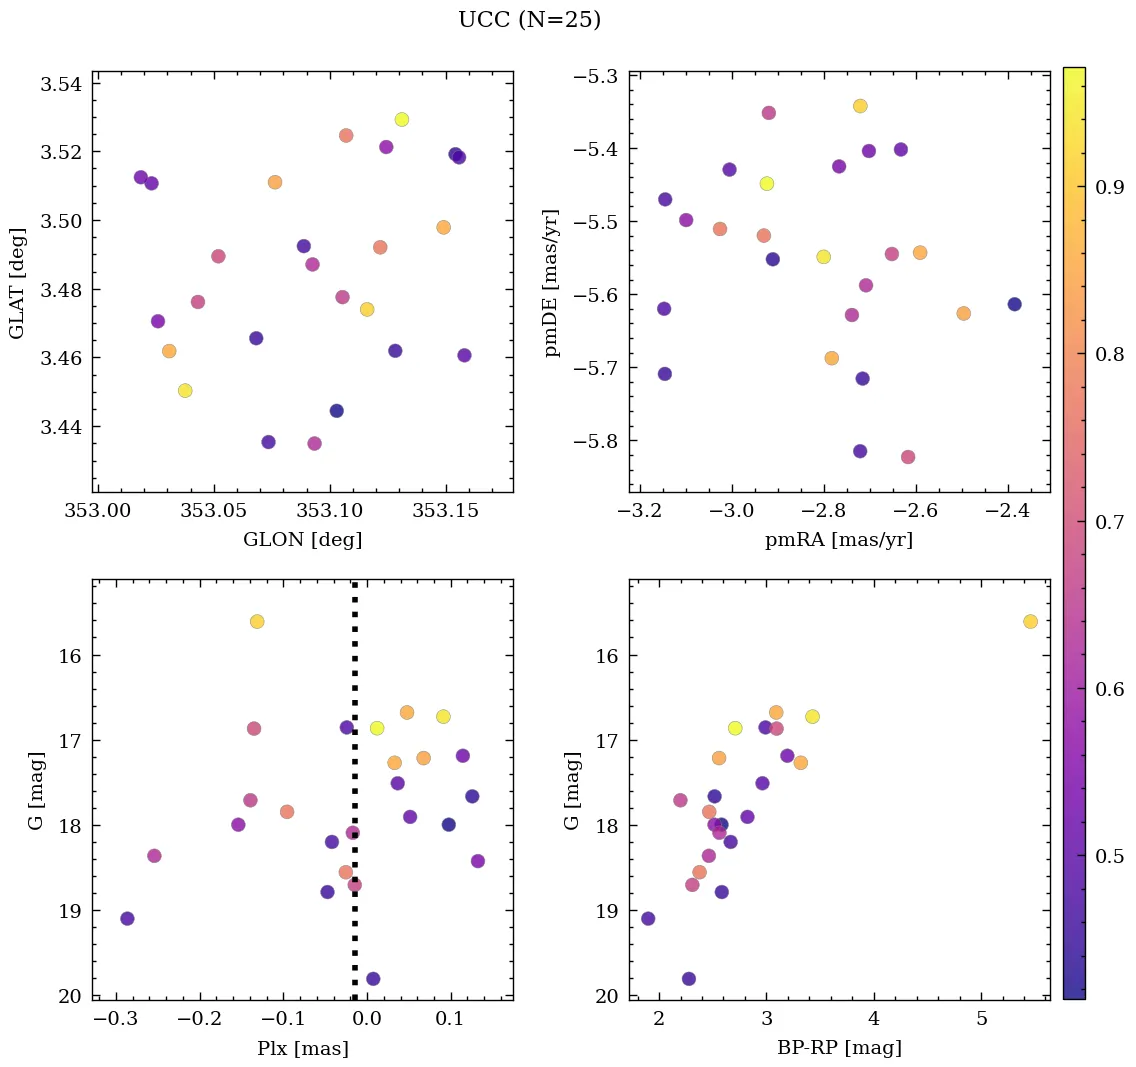 UCC (N=25)
3.54
3.52
3.50
3.48
3.46
3.44
GLAT [deg]
353.00 353.05 353.10 353.15
GLON [deg]
−5.3
−5.4
−5.5
−5.6
−5.7
−5.8
pmDE [mas/yr]
−3.2 −3.0 −2.8 −2.6 −2.4
pmRA [mas/yr]
16
17
18
19
20
G [mag]
−0.3 −0.2 −0.1 0.0 0.1
Plx [mas]
16
17
18
19
20
G [mag]
2 3 4 5
BP-RP [mag]
0.9
0.8
0.7
0.6
0.5